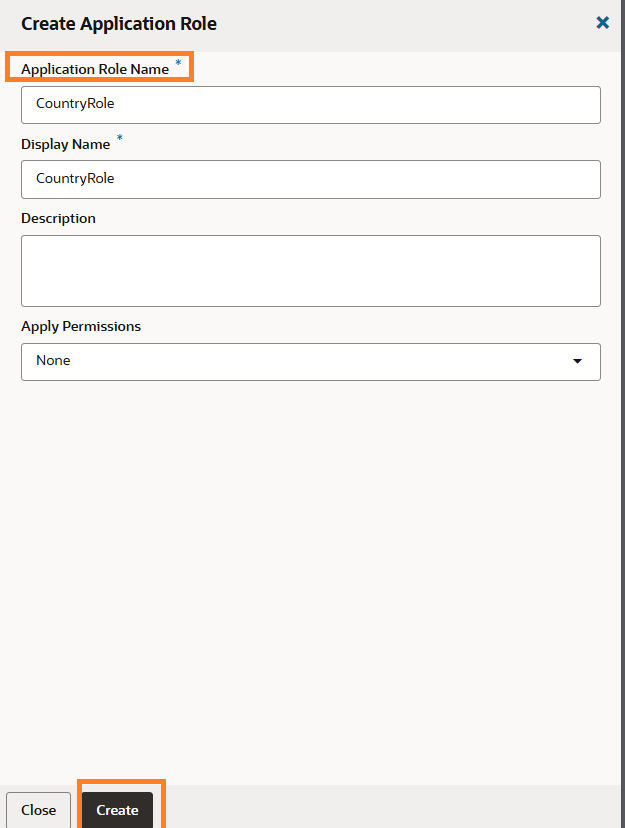 Create Application Role
Application Role Name *
CountryRole
Display Name *
CountryRole
Description
Apply Permissions
None
Close Create